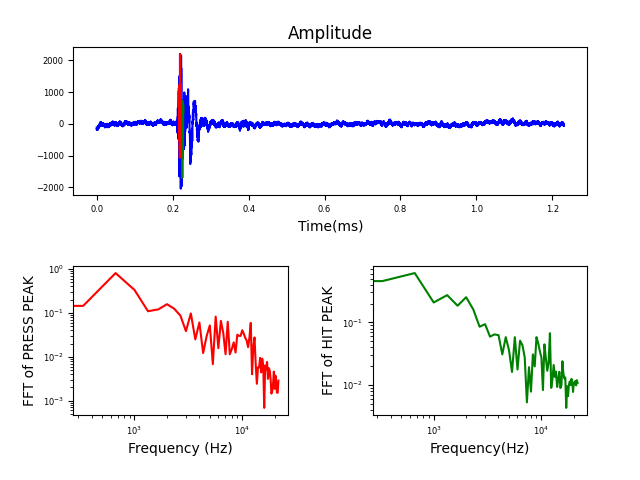 Amplitude
2000
1000
0
−1000
−2000
0.0 0.2 0.4 0.6 0.8 1.0 1.2
Time(ms)
FFT of PRESS PEAK
10⁰
10⁻¹
10⁻²
10⁻³
10³ 10⁴
Frequency (Hz)
FFT of HIT PEAK
10⁻¹
10⁻²
10³ 10⁴
Frequency(Hz)